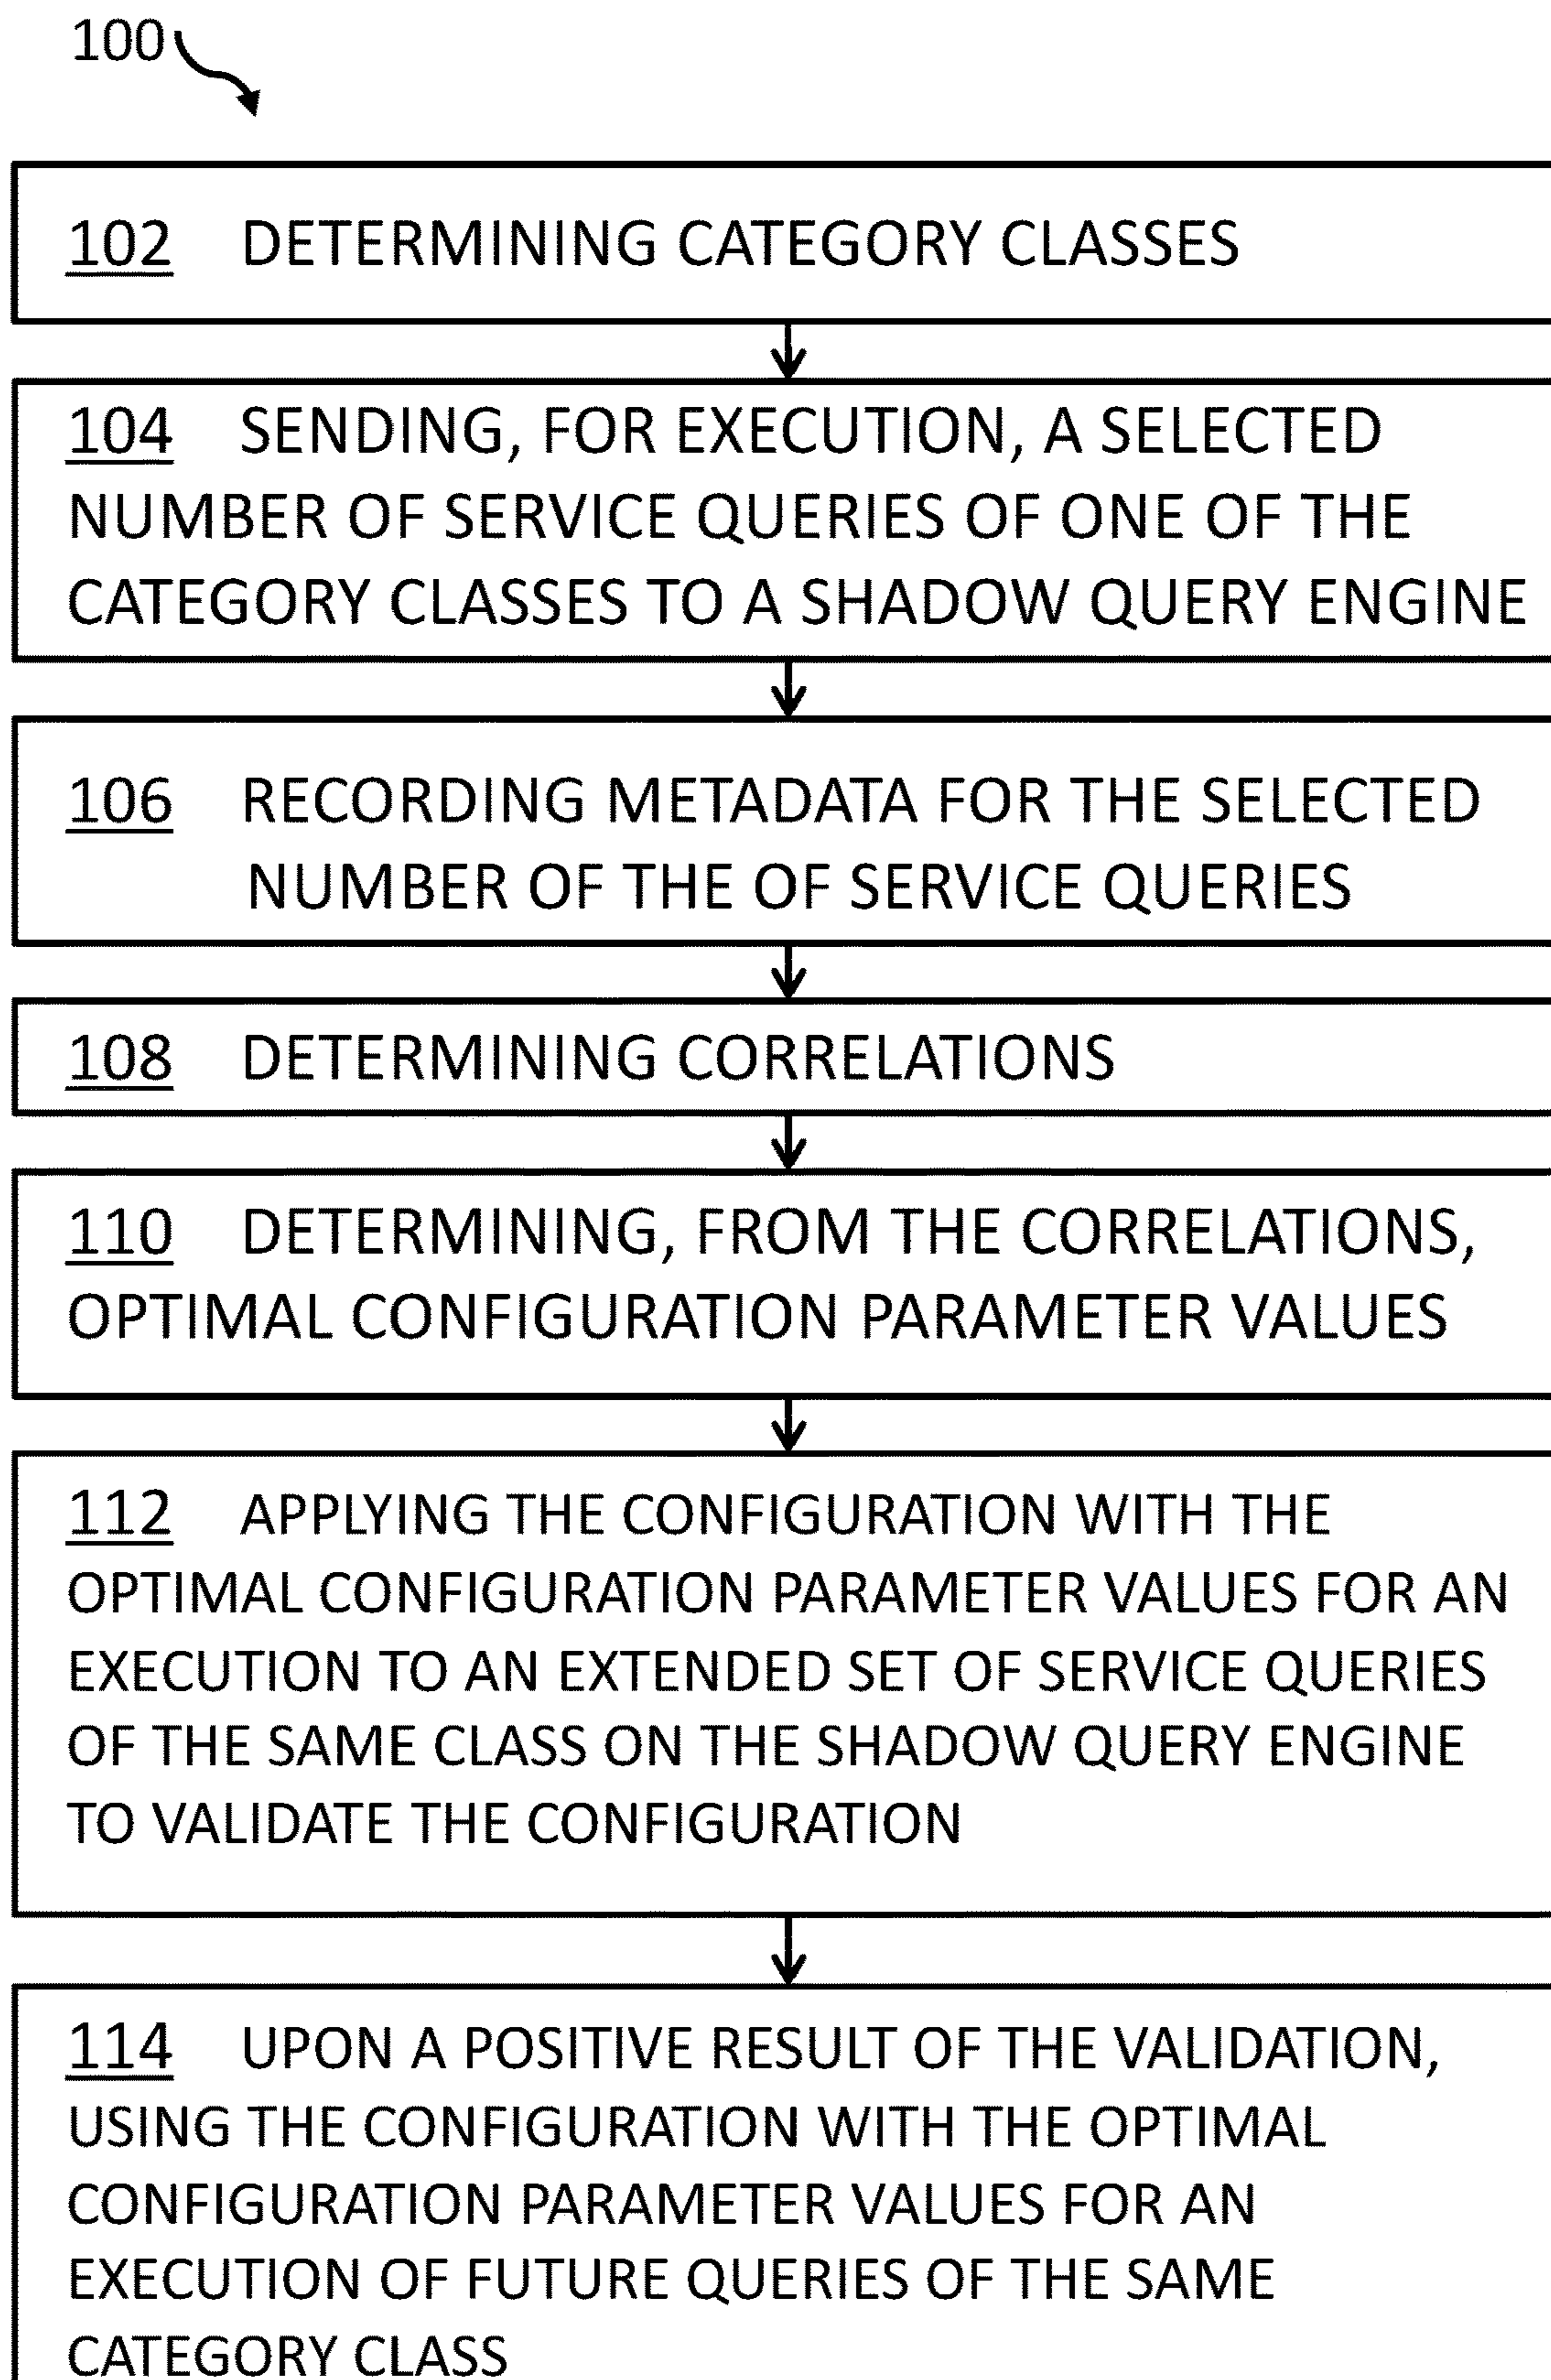 100
102 DETERMINING CATEGORY CLASSES
104 SENDING, FOR EXECUTION, A SELECTED
NUMBER OF SERVICE QUERIES OF ONE OF THE
CATEGORY CLASSES TO A SHADOW QUERY ENGINE
106 RECORDING METADATA FOR THE SELECTED
NUMBER OF THE OF SERVICE QUERIES
108 DETERMINING CORRELATIONS
110 DETERMINING, FROM THE CORRELATIONS,
OPTIMAL CONFIGURATION PARAMETER VALUES
112 APPLYING THE CONFIGURATION WITH THE
OPTIMAL CONFIGURATION PARAMETER VALUES FOR AN
EXECUTION TO AN EXTENDED SET OF SERVICE QUERIES
OF THE SAME CLASS ON THE SHADOW QUERY ENGINE
TO VALIDATE THE CONFIGURATION
114 UPON A POSITIVE RESULT OF THE VALIDATION,
USING THE CONFIGURATION WITH THE OPTIMAL
CONFIGURATION PARAMETER VALUES FOR AN
EXECUTION OF FUTURE QUERIES OF THE SAME
CATEGORY CLASS